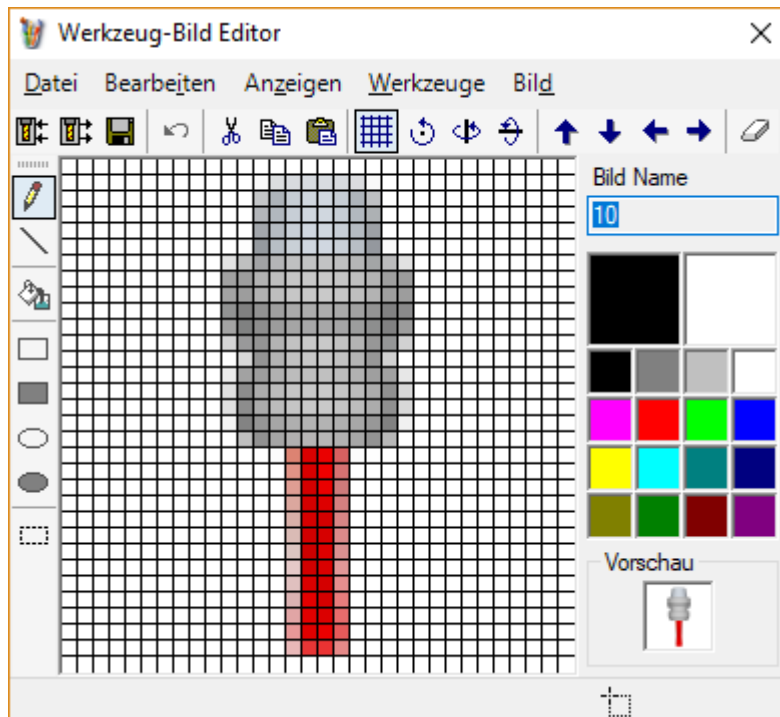 Werkzeug-Bild Editor
Datei Bearbeiten Anzeigen Werkzeuge Bild
Bild Name
10
Vorschau